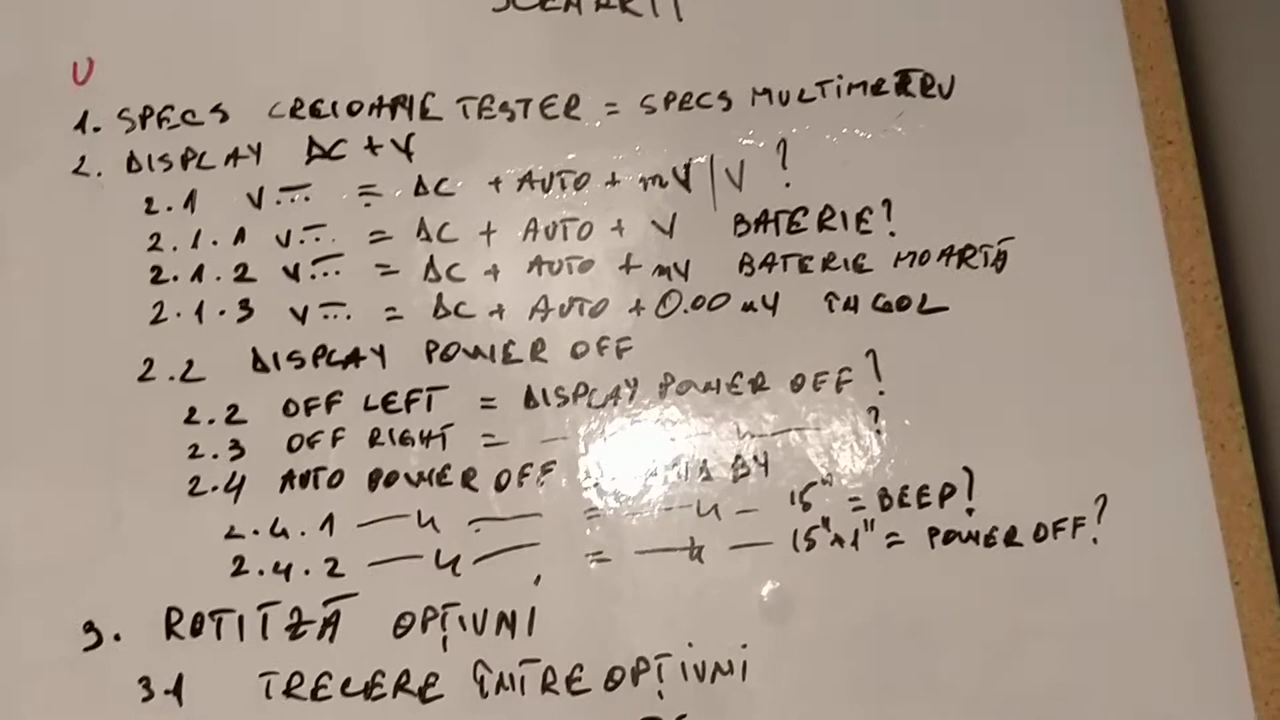 SCENARII
U
1. SPECS CREIOANE TESTER = SPECS MULTIMETRU
2. DISPLAY DC + V
2.1 V⎓ = DC + AUTO + mV | V ?
2.1.1 V⎓ = DC + AUTO + V BATERIE?
2.1.2 V⎓ = DC + AUTO + mV BATERIE MOARTĂ
2.1.3 V⎓ = DC + AUTO + 0.00 mV ÎN GOL
2.2 DISPLAY POWER OFF
2.2 OFF LEFT = DISPLAY POWER OFF?
2.3 OFF RIGHT = — " — ?
2.4 AUTO POWER OFF BY
2.4.1 — " — = — " — 15" = BEEP?
2.4.2 — " — = — " — 15"+1" = POWER OFF?
3. ROTIȚĂ OPȚIUNI
3.1 TRECERE ÎNTRE OPȚIUNI